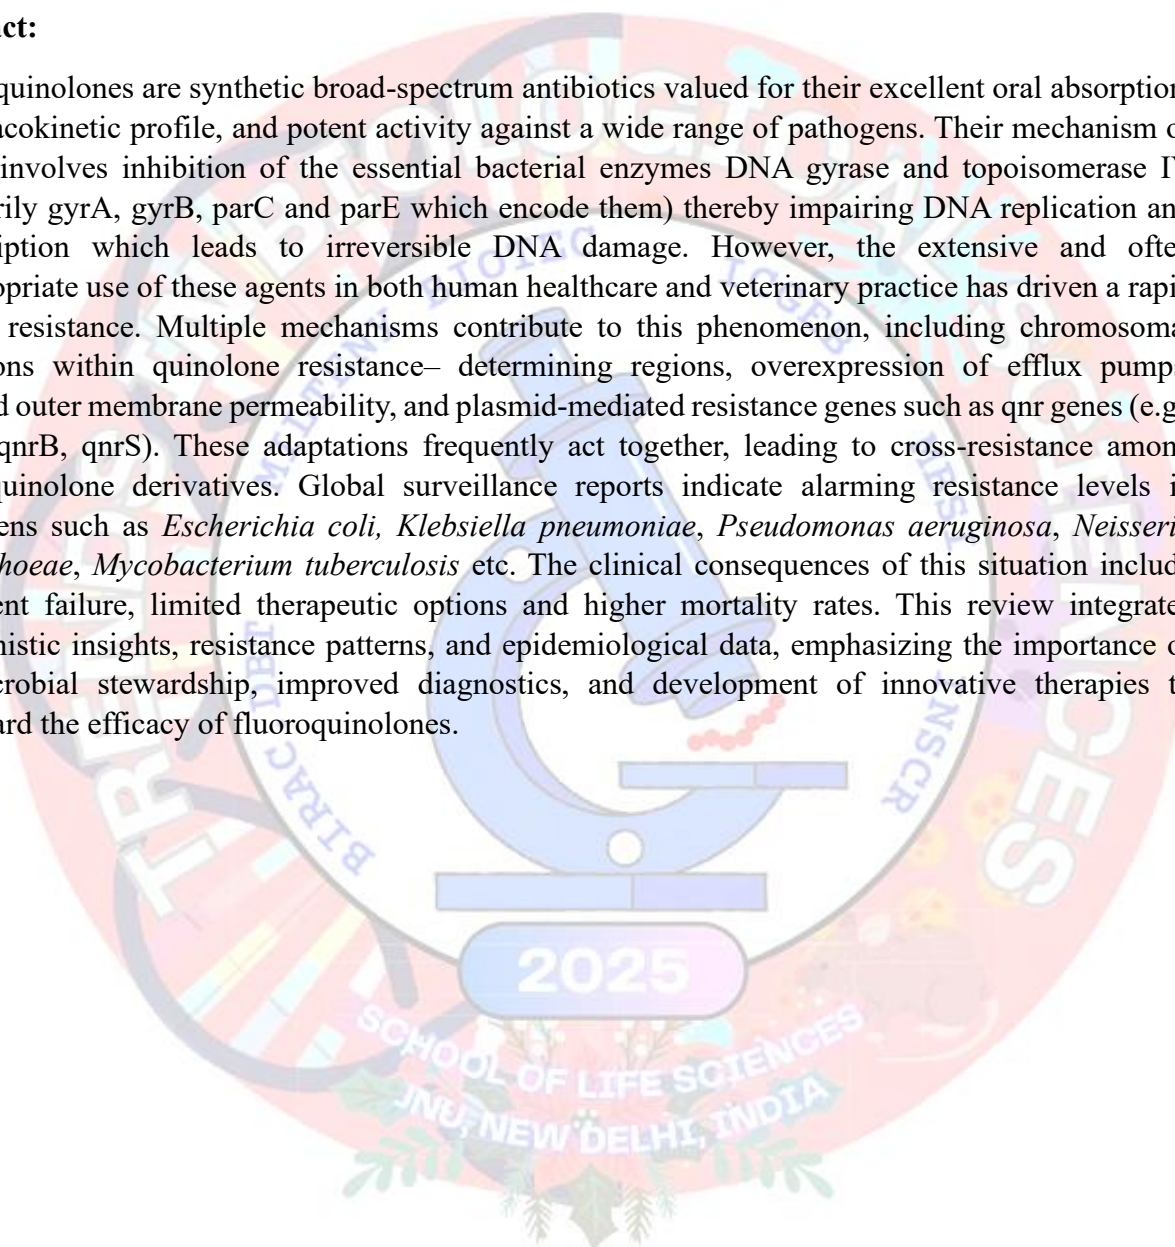 ct:
quinolones are synthetic broad-spectrum antibiotics valued for their excellent oral absorption
acokinetic profile, and potent activity against a wide range of pathogens. Their mechanism o
involves inhibition of the essential bacterial enzymes DNA gyrase and topoisomerase IV
rily gyrA, gyrB, parC and parE which encode them) thereby impairing DNA replication an
iption which leads to irreversible DNA damage. However, the extensive and ofte
opriate use of these agents in both human healthcare and veterinary practice has driven a rapi
resistance. Multiple mechanisms contribute to this phenomenon, including chromosoma
ons within quinolone resistance– determining regions, overexpression of efflux pumps
d outer membrane permeability, and plasmid-mediated resistance genes such as qnr genes (e.g
qnrB, qnrS). These adaptations frequently act together, leading to cross-resistance amon
quinolone derivatives. Global surveillance reports indicate alarming resistance levels i
ens such as Escherichia coli, Klebsiella pneumoniae, Pseudomonas aeruginosa, Neisseri
hoeae, Mycobacterium tuberculosis etc. The clinical consequences of this situation includ
ent failure, limited therapeutic options and higher mortality rates. This review integrate
nistic insights, resistance patterns, and epidemiological data, emphasizing the importance o
crobial stewardship, improved diagnostics, and development of innovative therapies t
ard the efficacy of fluoroquinolones.
TRENDS
SCIENCES
BIRAC DBT
ICGEB
INSCR
2025
SCHOOL OF LIFE SCIENCES
JNU, NEW DELHI, INDIA